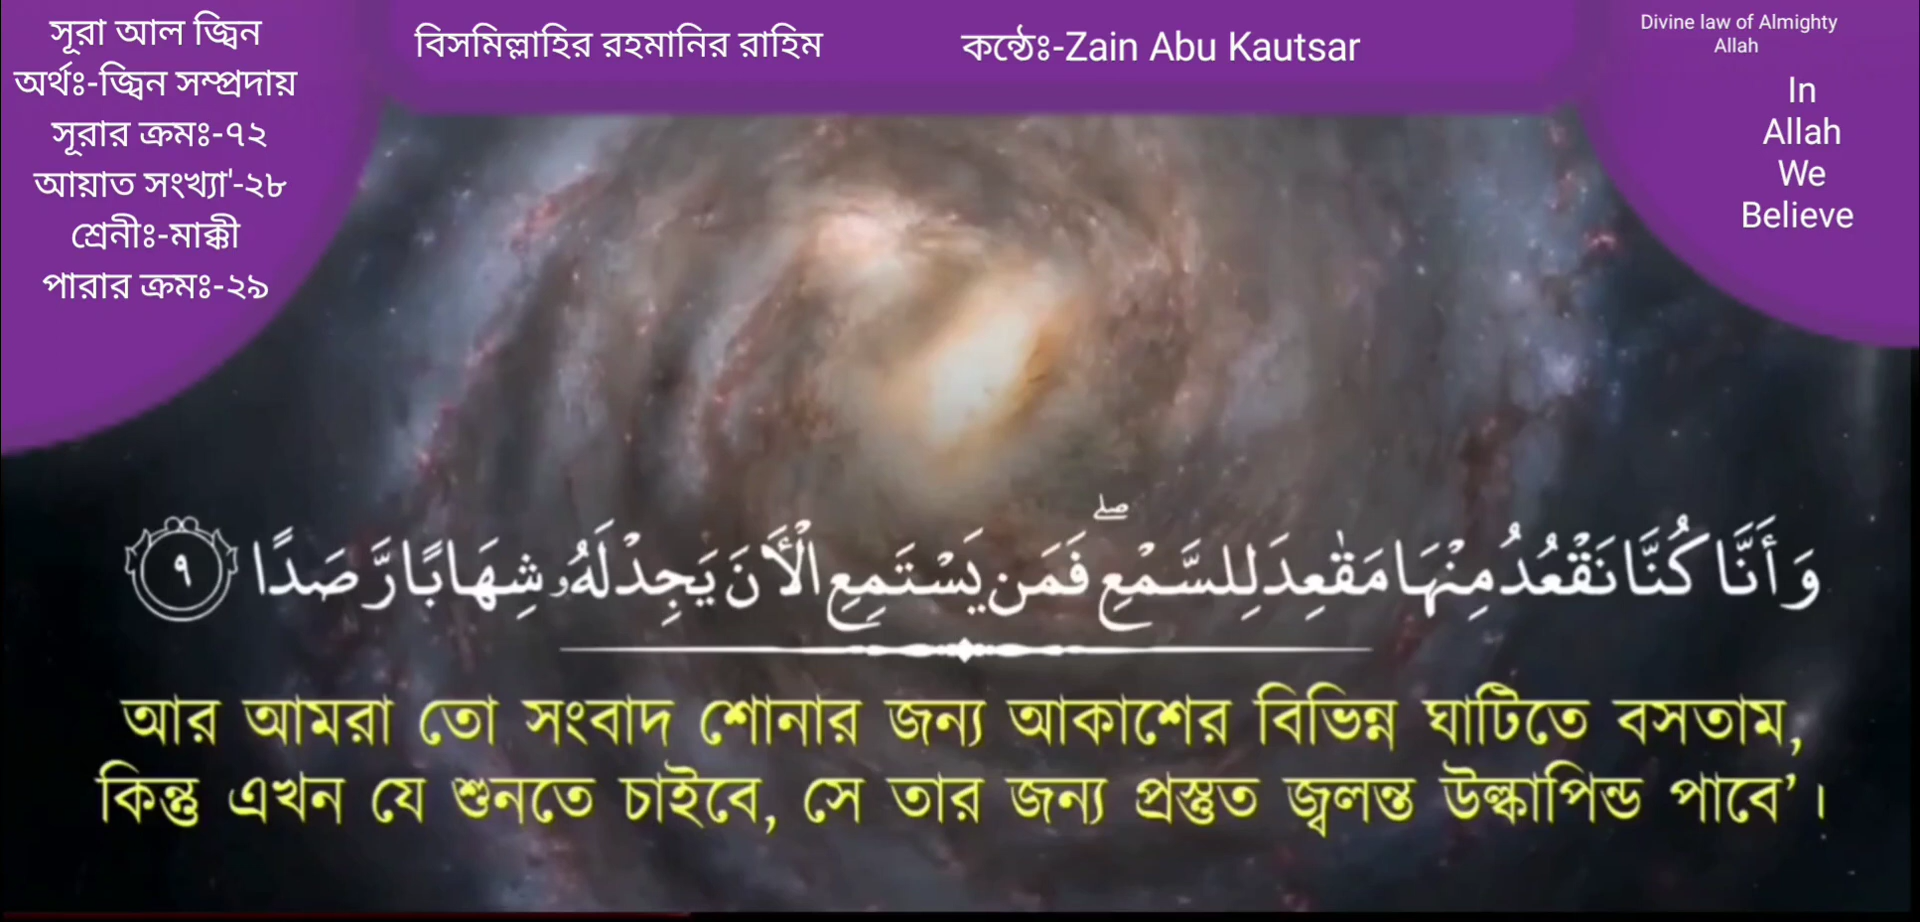 সূরা আল জ্বিন
অর্থঃ-জ্বিন সম্প্রদায়
সূরার ক্রমঃ-৭২
আয়াত সংখ্যা'-২৮
শ্রেনীঃ-মাক্কী
পারার ক্রমঃ-২৯
বিসমিল্লাহির রহমানির রাহিম
কন্ঠেঃ-Zain Abu Kautsar
Divine law of Almighty
Allah
In
Allah
We
Believe
وَأَنَّا كُنَّا نَقْعُدُ مِنْهَا مَقَٰعِدَ لِلسَّمْعِ ۖ فَمَن يَسْتَمِعِ الْـَٔانَ يَجِدْ لَهُۥ شِهَابًا رَّصَدًا ٩
আর আমরা তো সংবাদ শোনার জন্য আকাশের বিভিন্ন ঘাটিতে বসতাম,
কিন্তু এখন যে শুনতে চাইবে, সে তার জন্য প্রস্তুত জ্বলন্ত উল্কাপিন্ড পাবে’।